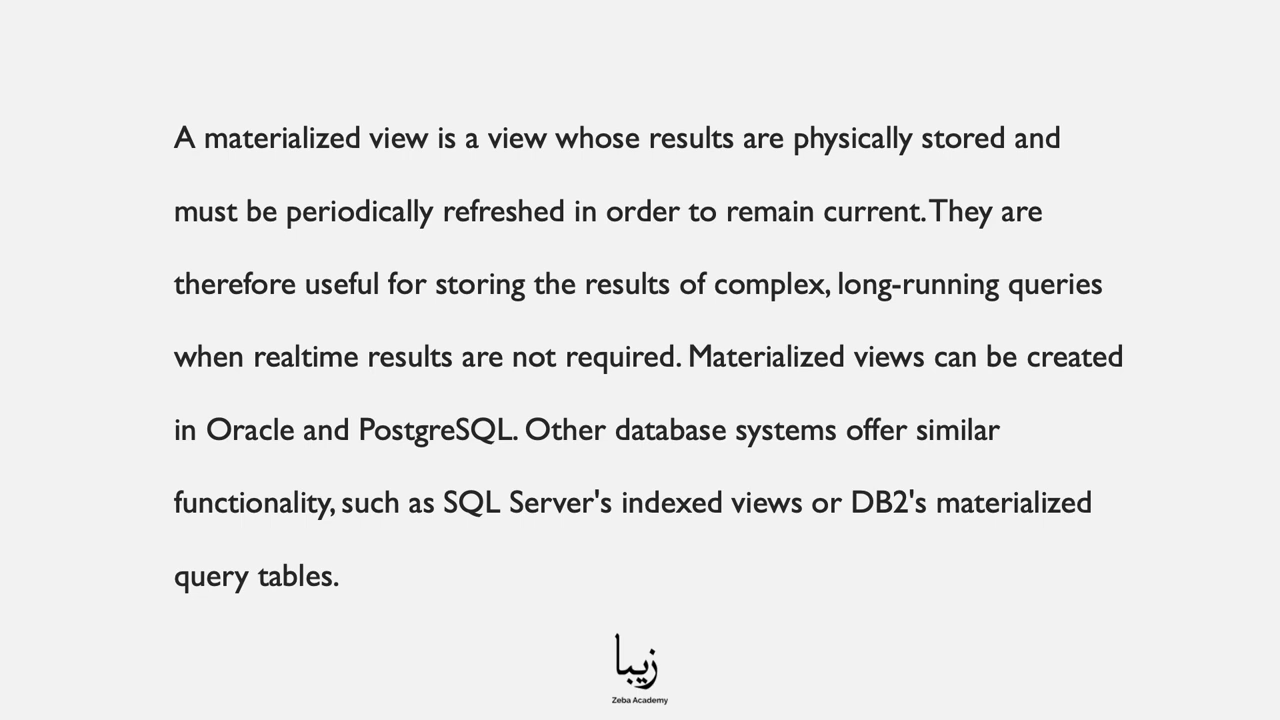 A materialized view is a view whose results are physically stored and
must be periodically refreshed in order to remain current. They are
therefore useful for storing the results of complex, long-running queries
when realtime results are not required. Materialized views can be created
in Oracle and PostgreSQL. Other database systems offer similar
functionality, such as SQL Server's indexed views or DB2's materialized
query tables.
زیبا
Zeba Academy